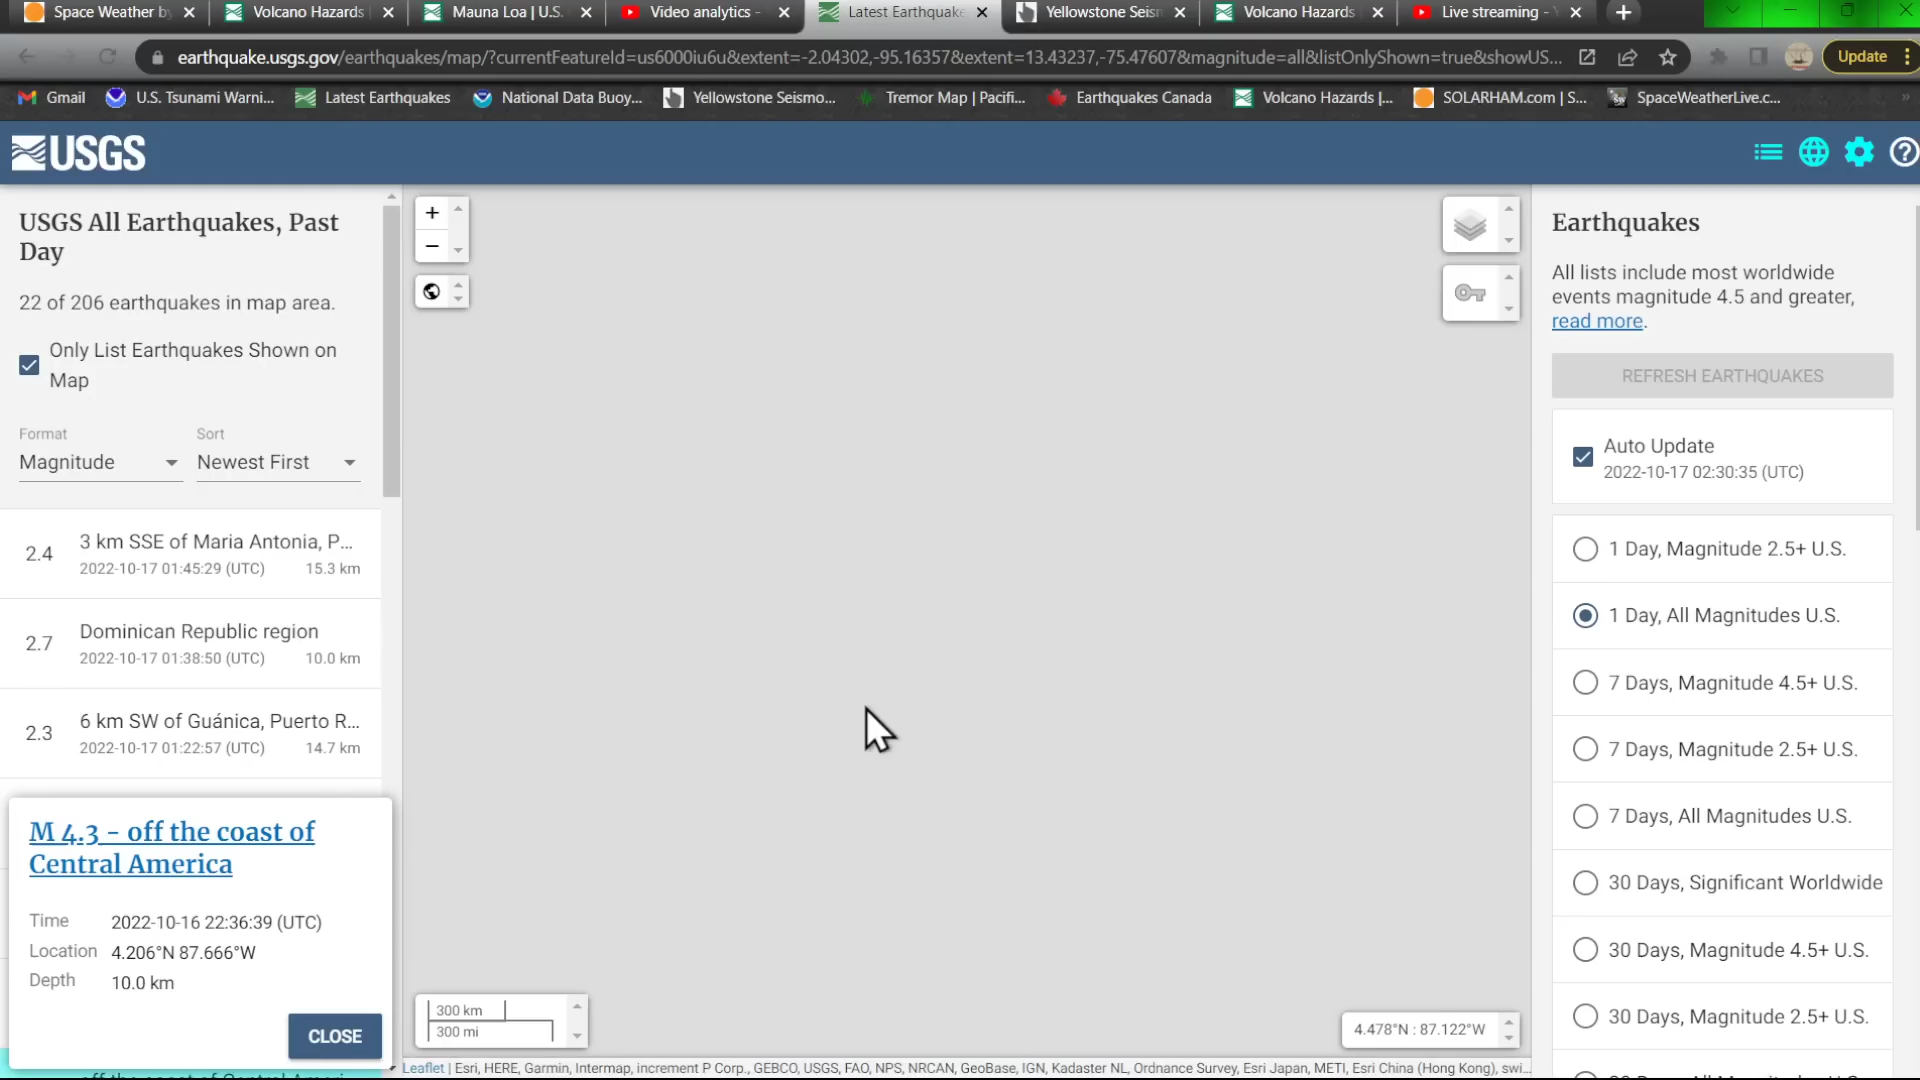 Space Weather by
Volcano Hazards
Mauna Loa | U.S.
Video analytics -
Latest Earthquake
Yellowstone Seism
Volcano Hazards
Live streaming -
earthquake.usgs.gov/earthquakes/map/?currentFeatureId=us6000iu6u&extent=-2.04302,-95.16357&extent=13.43237,-75.47607&magnitude=all&listOnlyShown=true&showUS...
Update
Gmail
U.S. Tsunami Warni...
Latest Earthquakes
National Data Buoy...
Yellowstone Seismo...
Tremor Map | Pacifi...
Earthquakes Canada
Volcano Hazards |...
SOLARHAM.com | S...
SpaceWeatherLive.c...
USGS
USGS All Earthquakes, Past
Day
22 of 206 earthquakes in map area.
Only List Earthquakes Shown on
Map
Format
Sort
Magnitude
Newest First
2.4
3 km SSE of Maria Antonia, P...
2022-10-17 01:45:29 (UTC) 15.3 km
2.7
Dominican Republic region
2022-10-17 01:38:50 (UTC) 10.0 km
2.3
6 km SW of Guánica, Puerto R...
2022-10-17 01:22:57 (UTC) 14.7 km
M 4.3 - off the coast of
Central America
Time 2022-10-16 22:36:39 (UTC)
Location 4.206°N 87.666°W
Depth 10.0 km
CLOSE
300 km
300 mi
4.478°N : 87.122°W
Leaflet | Esri, HERE, Garmin, Intermap, increment P Corp., GEBCO, USGS, FAO, NPS, NRCAN, GeoBase, IGN, Kadaster NL, Ordnance Survey, Esri Japan, METI, Esri China (Hong Kong), swi...
Earthquakes
All lists include most worldwide
events magnitude 4.5 and greater,
read more.
REFRESH EARTHQUAKES
Auto Update
2022-10-17 02:30:35 (UTC)
1 Day, Magnitude 2.5+ U.S.
1 Day, All Magnitudes U.S.
7 Days, Magnitude 4.5+ U.S.
7 Days, Magnitude 2.5+ U.S.
7 Days, All Magnitudes U.S.
30 Days, Significant Worldwide
30 Days, Magnitude 4.5+ U.S.
30 Days, Magnitude 2.5+ U.S.